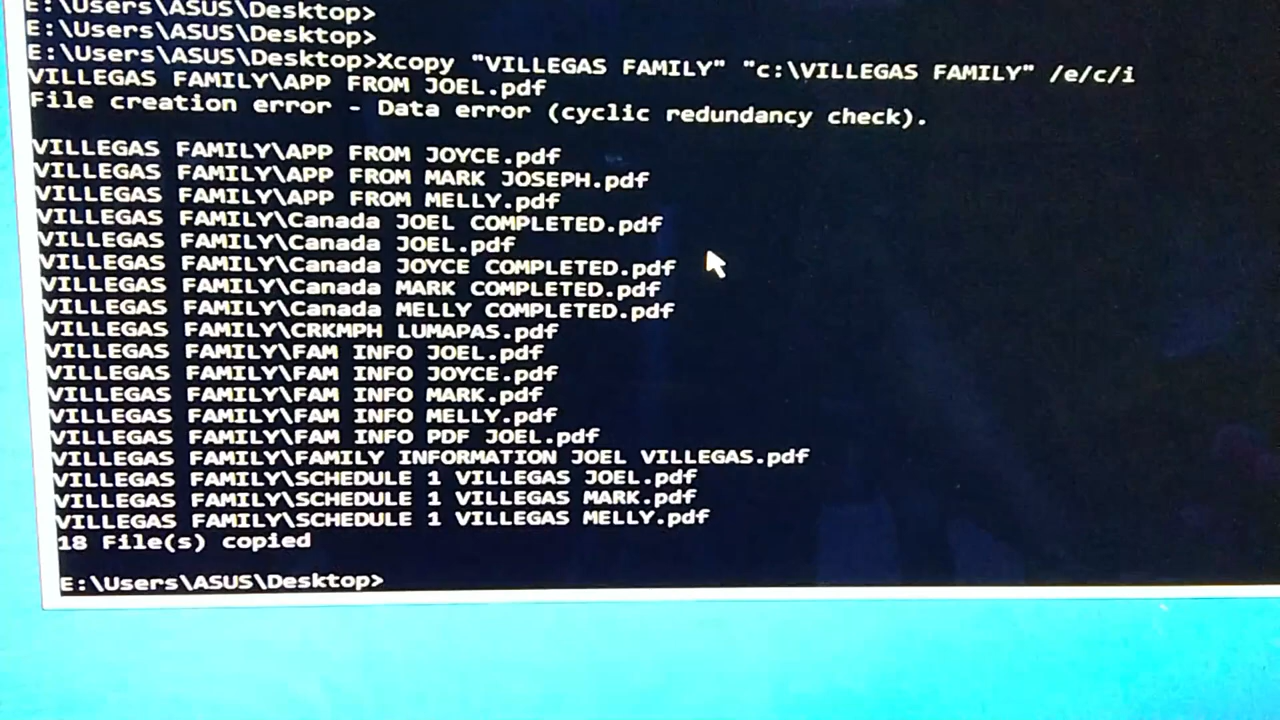 E:\Users\ASUS\Desktop>
E:\Users\ASUS\Desktop>
E:\Users\ASUS\Desktop>Xcopy "VILLEGAS FAMILY" "c:\VILLEGAS FAMILY" /e/c/i
VILLEGAS FAMILY\APP FROM JOEL.pdf
File creation error - Data error (cyclic redundancy check).
VILLEGAS FAMILY\APP FROM JOYCE.pdf
VILLEGAS FAMILY\APP FROM MARK JOSEPH.pdf
VILLEGAS FAMILY\APP FROM MELLY.pdf
VILLEGAS FAMILY\Canada JOEL COMPLETED.pdf
VILLEGAS FAMILY\Canada JOEL.pdf
VILLEGAS FAMILY\Canada JOYCE COMPLETED.pdf
VILLEGAS FAMILY\Canada MARK COMPLETED.pdf
VILLEGAS FAMILY\Canada MELLY COMPLETED.pdf
VILLEGAS FAMILY\CRKMPH LUMAPAS.pdf
VILLEGAS FAMILY\FAM INFO JOEL.pdf
VILLEGAS FAMILY\FAM INFO JOYCE.pdf
VILLEGAS FAMILY\FAM INFO MARK.pdf
VILLEGAS FAMILY\FAM INFO MELLY.pdf
VILLEGAS FAMILY\FAM INFO PDF JOEL.pdf
VILLEGAS FAMILY\FAMILY INFORMATION JOEL VILLEGAS.pdf
VILLEGAS FAMILY\SCHEDULE 1 VILLEGAS JOEL.pdf
VILLEGAS FAMILY\SCHEDULE 1 VILLEGAS MARK.pdf
VILLEGAS FAMILY\SCHEDULE 1 VILLEGAS MELLY.pdf
18 File(s) copied
E:\Users\ASUS\Desktop>